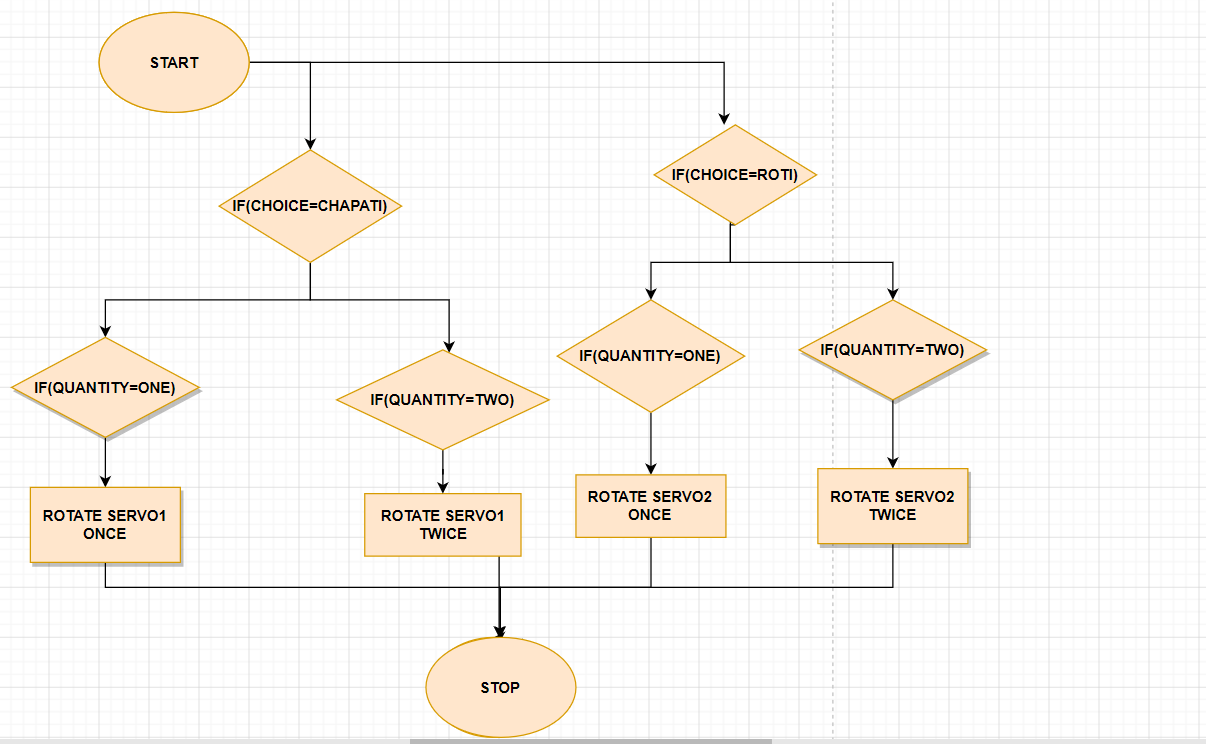 START
IF(CHOICE=ROTI)
IF(CHOICE=CHAPATI)
IF(QUANTITY=ONE)
IF(QUANTITY=TWO)
IF(QUANTITY=ONE)
IF(QUANTITY=TWO)
ROTATE SERVO1
ONCE
ROTATE SERVO1
TWICE
ROTATE SERVO2
ONCE
ROTATE SERVO2
TWICE
STOP